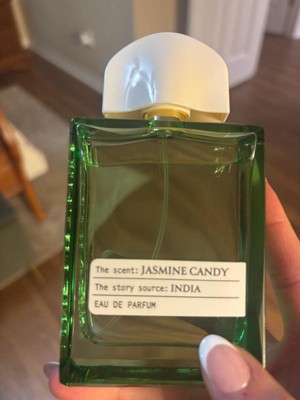 The scent: JASMINE CANDY
The story source: INDIA
EAU DE PARFUM